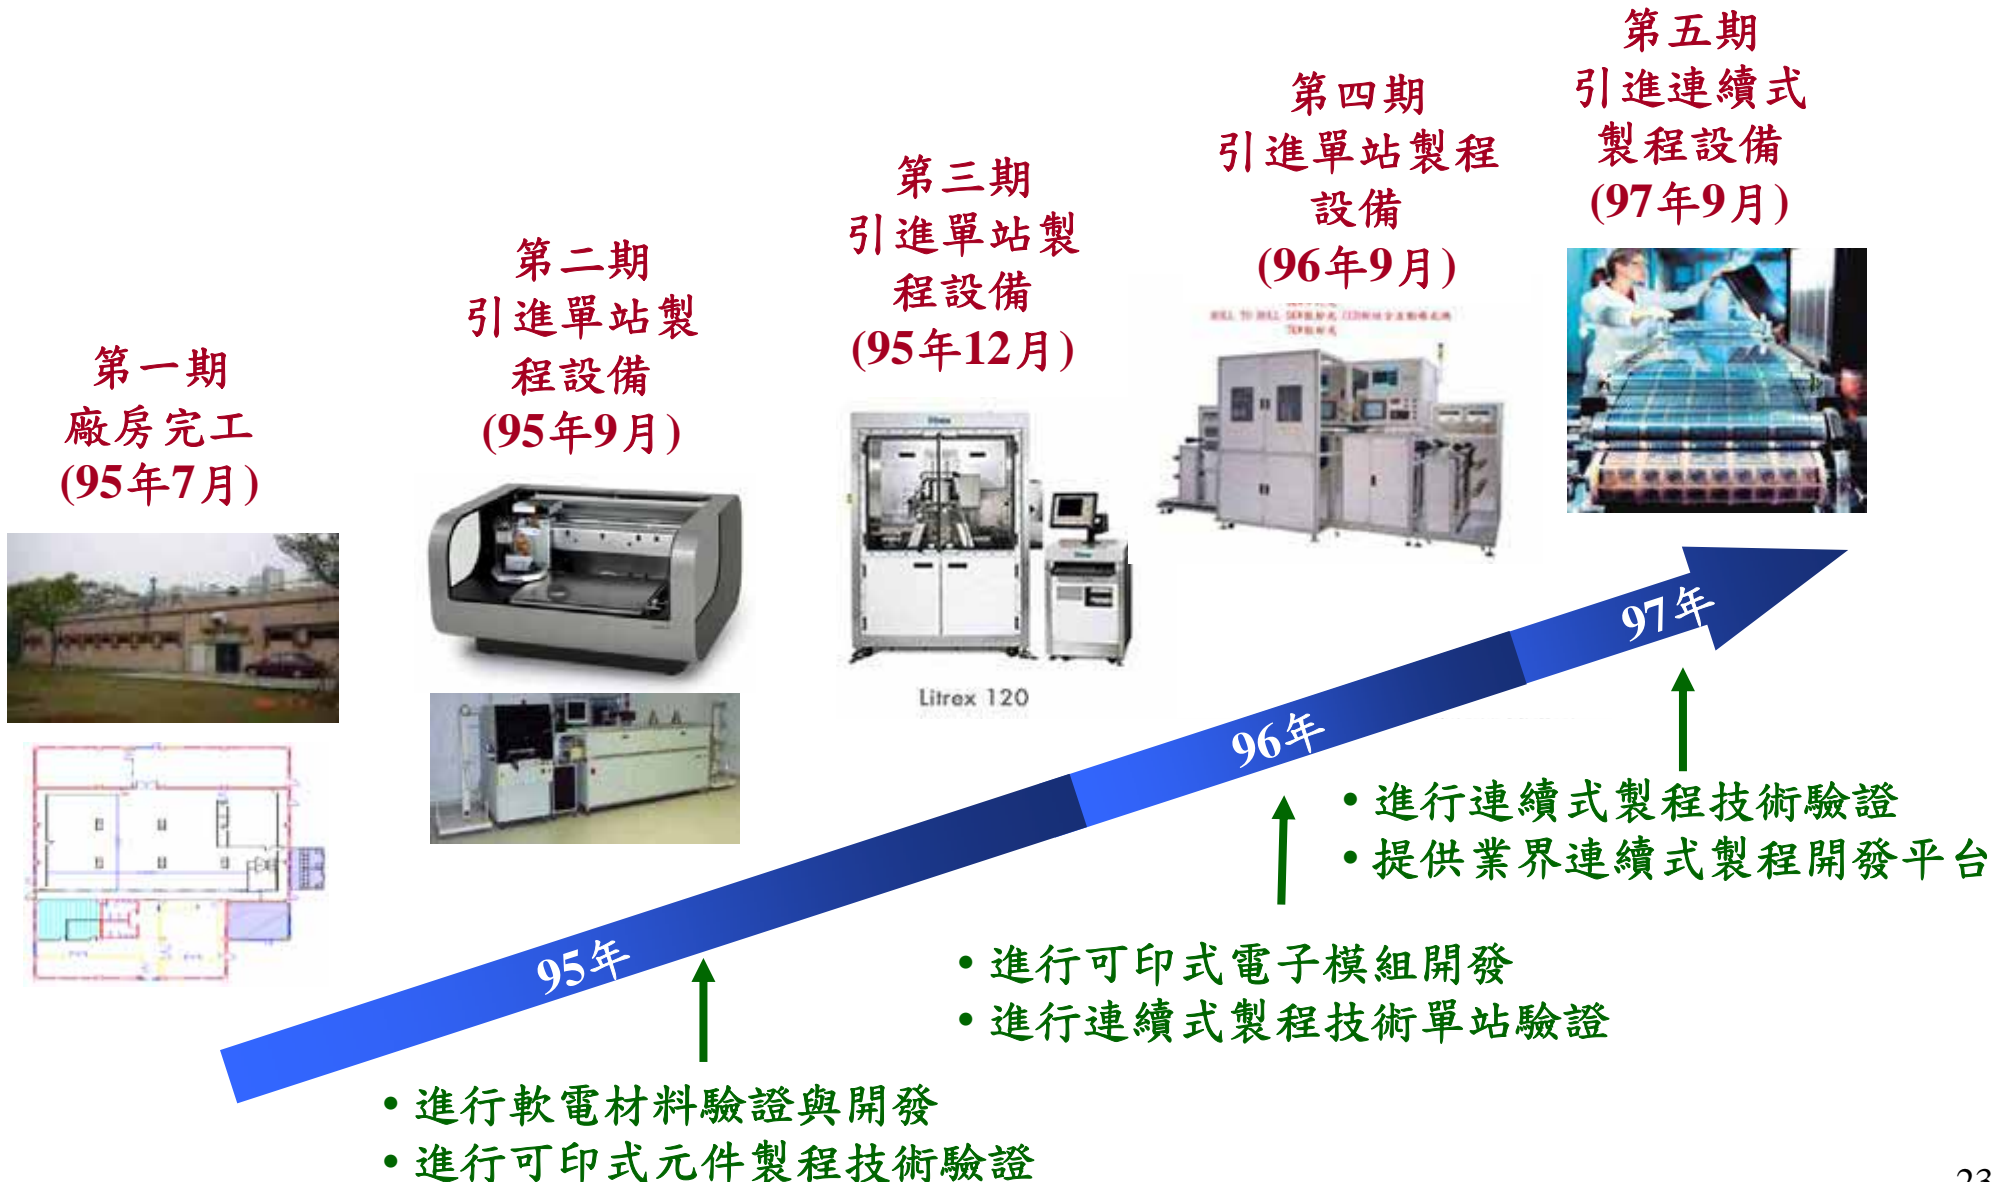 第一期
廠房完工
(95年7月)
第二期
引進單站製
程設備
(95年9月)
第三期
引進單站製
程設備
(95年12月)
第四期
引進單站製程
設備
(96年9月)
第五期
引進連續式
製程設備
(97年9月)
Litrex 120
95年
96年
97年
• 進行軟電材料驗證與開發
• 進行可印式元件製程技術驗證
• 進行可印式電子模組開發
• 進行連續式製程技術單站驗證
• 進行連續式製程技術驗證
• 提供業界連續式製程開發平台
23